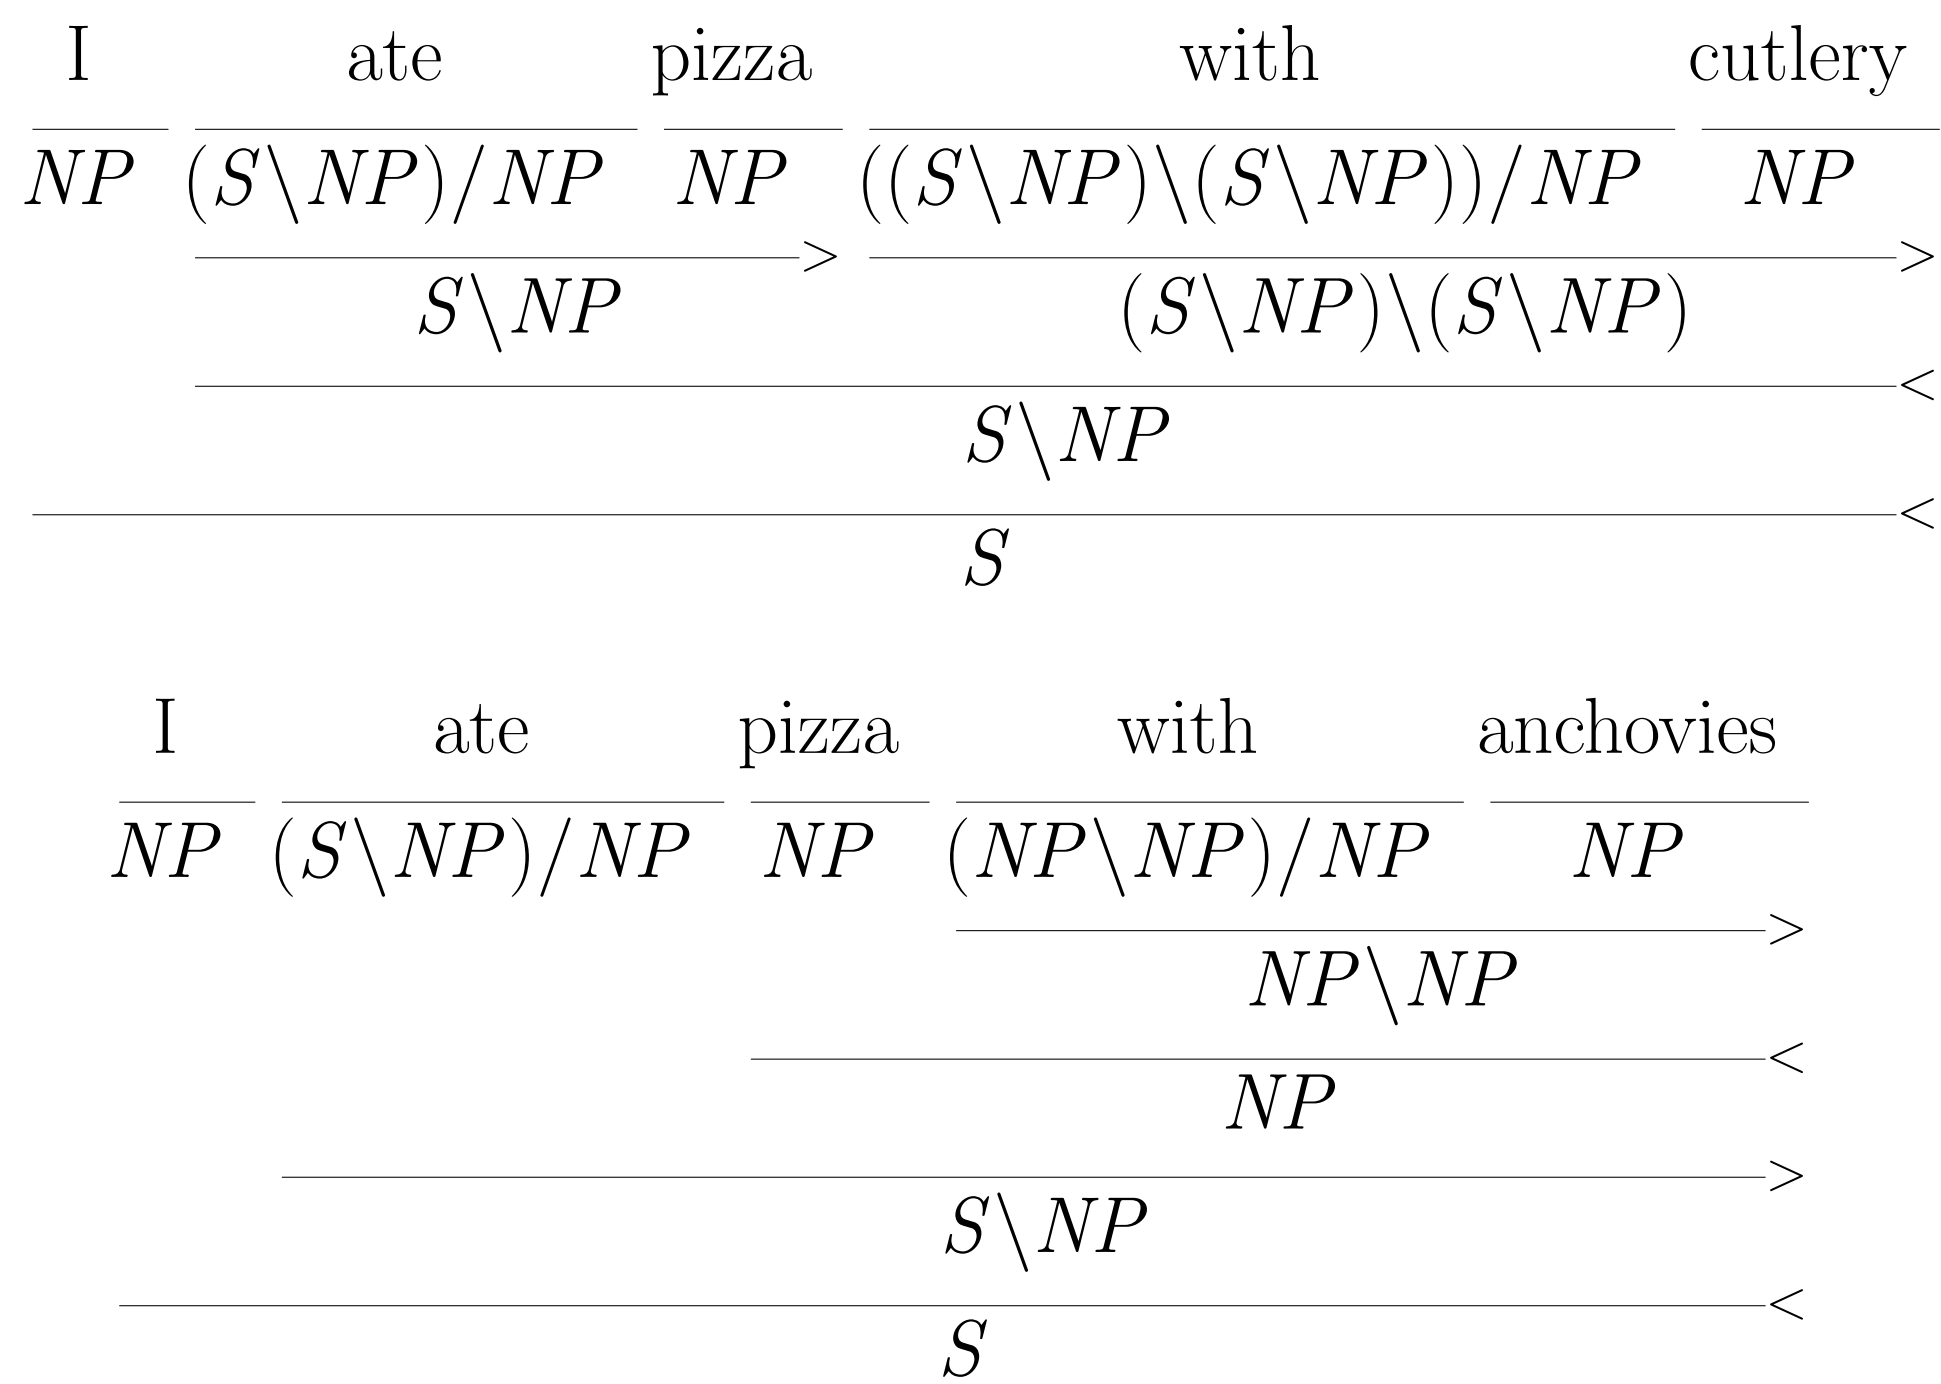 I ate pizza with cutlery
NP (S\NP)/NP NP ((S\NP)\(S\NP))/NP NP
> >
S\NP (S\NP)\(S\NP)
<
S\NP
<
S
I ate pizza with anchovies
NP (S\NP)/NP NP (NP\NP)/NP NP
>
NP\NP
<
NP
>
S\NP
<
S